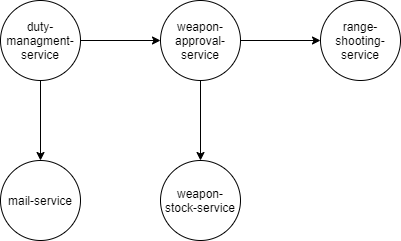 duty-
managment-
service
weapon-
approval-
service
range-
shooting-
service
mail-service
weapon-
stock-service